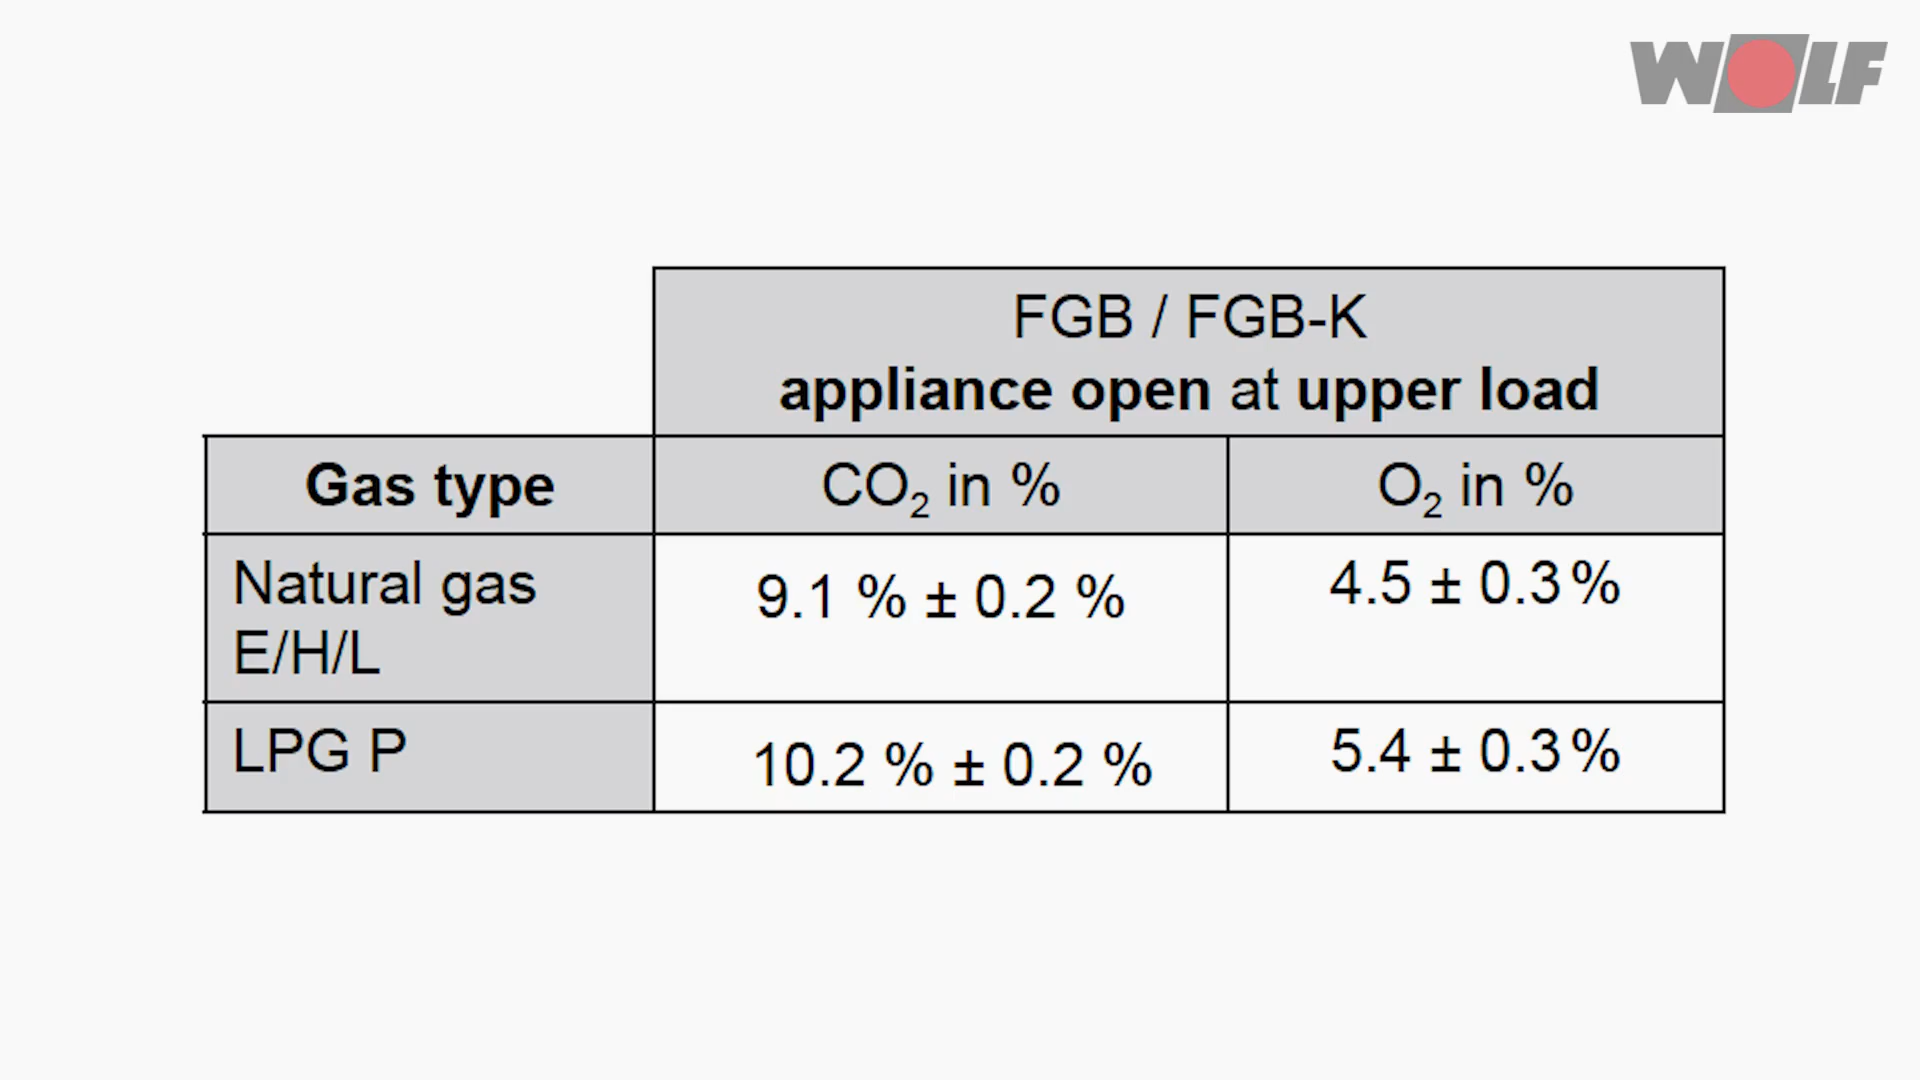 WOLF
FGB / FGB-K
appliance open at upper load
Gas type
CO₂ in %
O₂ in %
Natural gas
E/H/L
9.1 % ± 0.2 %
4.5 ± 0.3 %
LPG P
10.2 % ± 0.2 %
5.4 ± 0.3 %